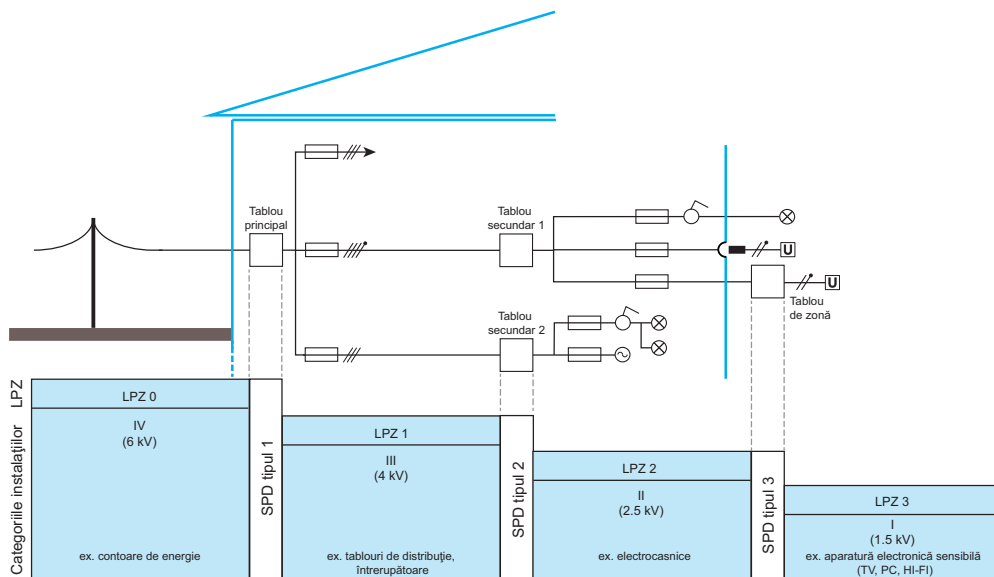 Tablou
principal
Tablou
secundar 1
U
U
Tablou
de zonă
Tablou
secundar 2
LPZ
Categoriile instalaţiilor
LPZ 0
IV
(6 kV)
ex. contoare de energie
SPD tipul 1
LPZ 1
III
(4 kV)
ex. tablouri de distribuţie,
întrerupătoare
SPD tipul 2
LPZ 2
II
(2.5 kV)
ex. electrocasnice
SPD tipul 3
LPZ 3
I
(1.5 kV)
ex. aparatură electronică sensibilă
(TV, PC, HI-FI)